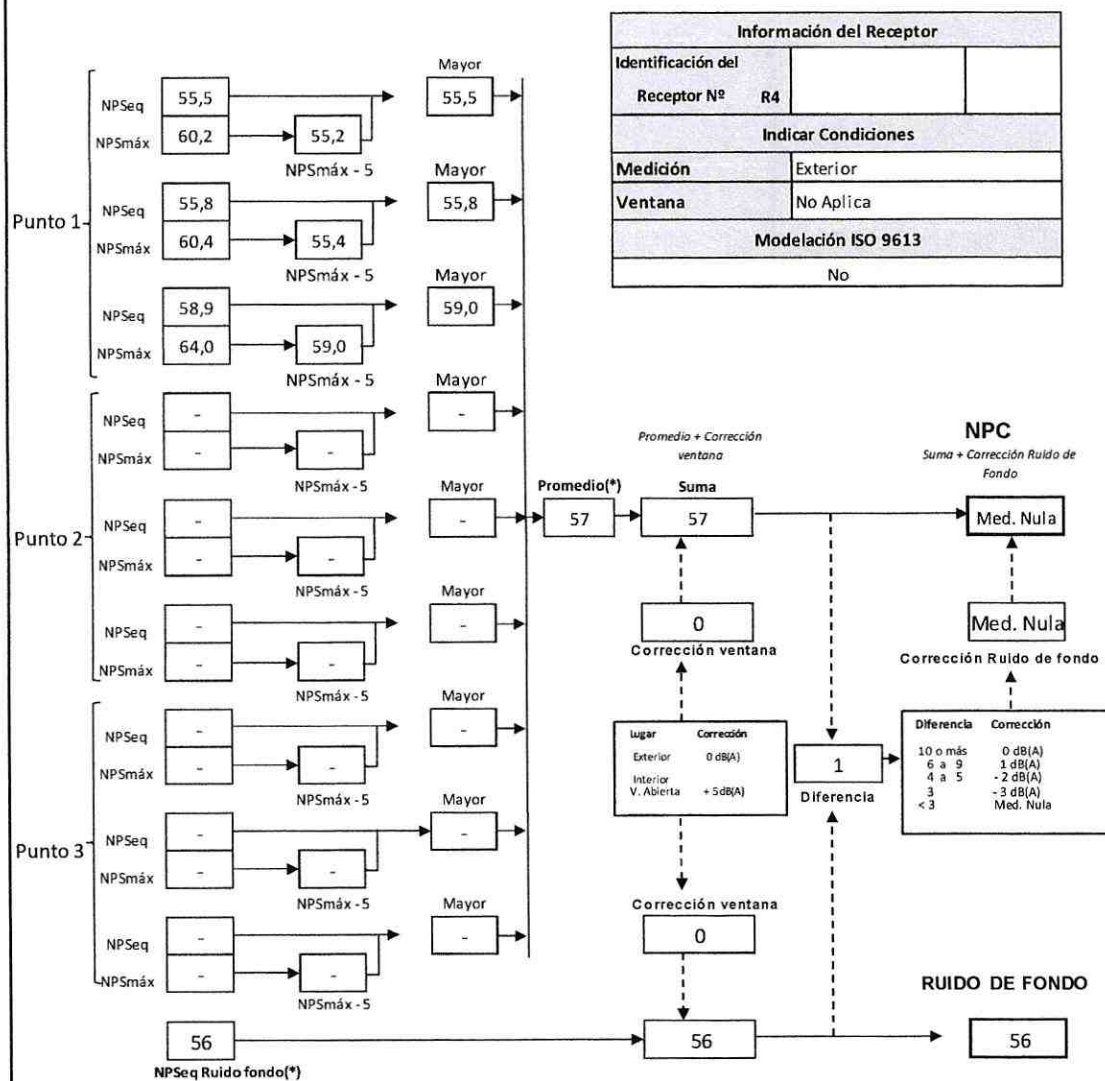 Información del Receptor
Identificación del
Receptor Nº R4
Indicar Condiciones
Medición Exterior
Ventana No Aplica
Modelación ISO 9613
No
Punto 1
Mayor
NPSeq 55,5 55,5
NPSmáx 60,2 55,2
NPSmáx - 5
Mayor
NPSeq 55,8 55,8
NPSmáx 60,4 55,4
NPSmáx - 5
Mayor
NPSeq 58,9 59,0
NPSmáx 64,0 59,0
NPSmáx - 5
Punto 2
Mayor
NPSeq - -
NPSmáx - -
NPSmáx - 5
Mayor
NPSeq - -
NPSmáx - -
NPSmáx - 5
Mayor
NPSeq - -
NPSmáx - -
NPSmáx - 5
Punto 3
Mayor
NPSeq - -
NPSmáx - -
NPSmáx - 5
Mayor
NPSeq - -
NPSmáx - -
NPSmáx - 5
Mayor
NPSeq - -
NPSmáx - -
NPSmáx - 5
Promedio(*)
57
Promedio + Corrección
ventana
Suma
57
0
Corrección ventana
Lugar Corrección
Exterior 0 dB(A)
Interior
V. Abierta + 5dB(A)
Corrección ventana
0
NPC
Suma + Corrección Ruido de
Fondo
Med. Nula
Med. Nula
Corrección Ruido de fondo
Diferencia Corrección
10 o más 0 dB(A)
6 a 9 1 dB(A)
4 a 5 - 2 dB(A)
3 - 3 dB(A)
< 3 Med. Nula
1
Diferencia
RUIDO DE FONDO
56 56 56
NPSeq Ruido fondo(*)